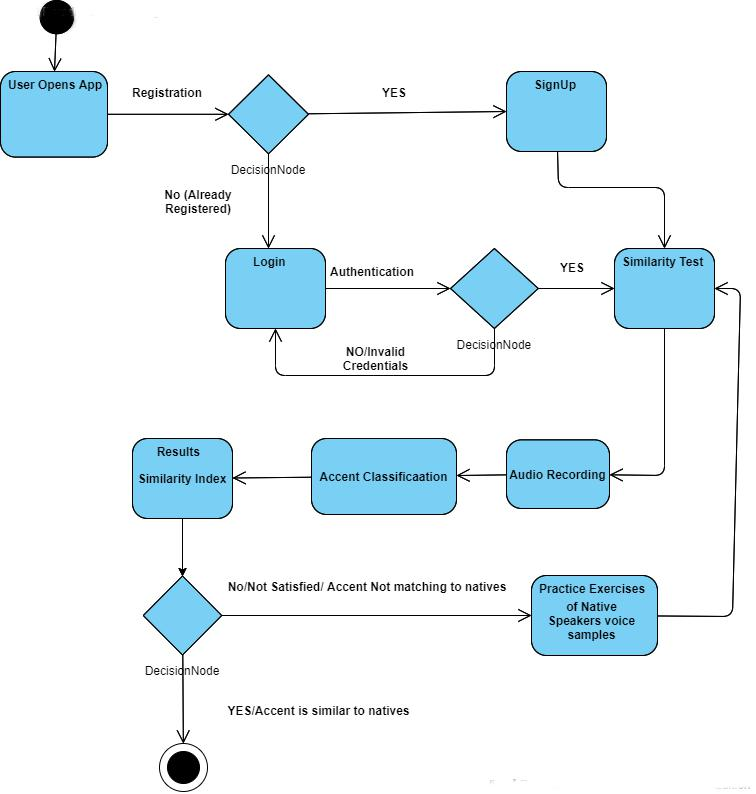 User Opens App
Registration
YES
SignUp
DecisionNode
No (Already
Registered)
Login
Authentication
YES
Similarity Test
DecisionNode
NO/Invalid
Credentials
Results
Similarity Index
Accent Classificaation
Audio Recording
No/Not Satisfied/ Accent Not matching to natives
Practice Exercises
of Native
Speakers voice
samples
DecisionNode
YES/Accent is similar to natives